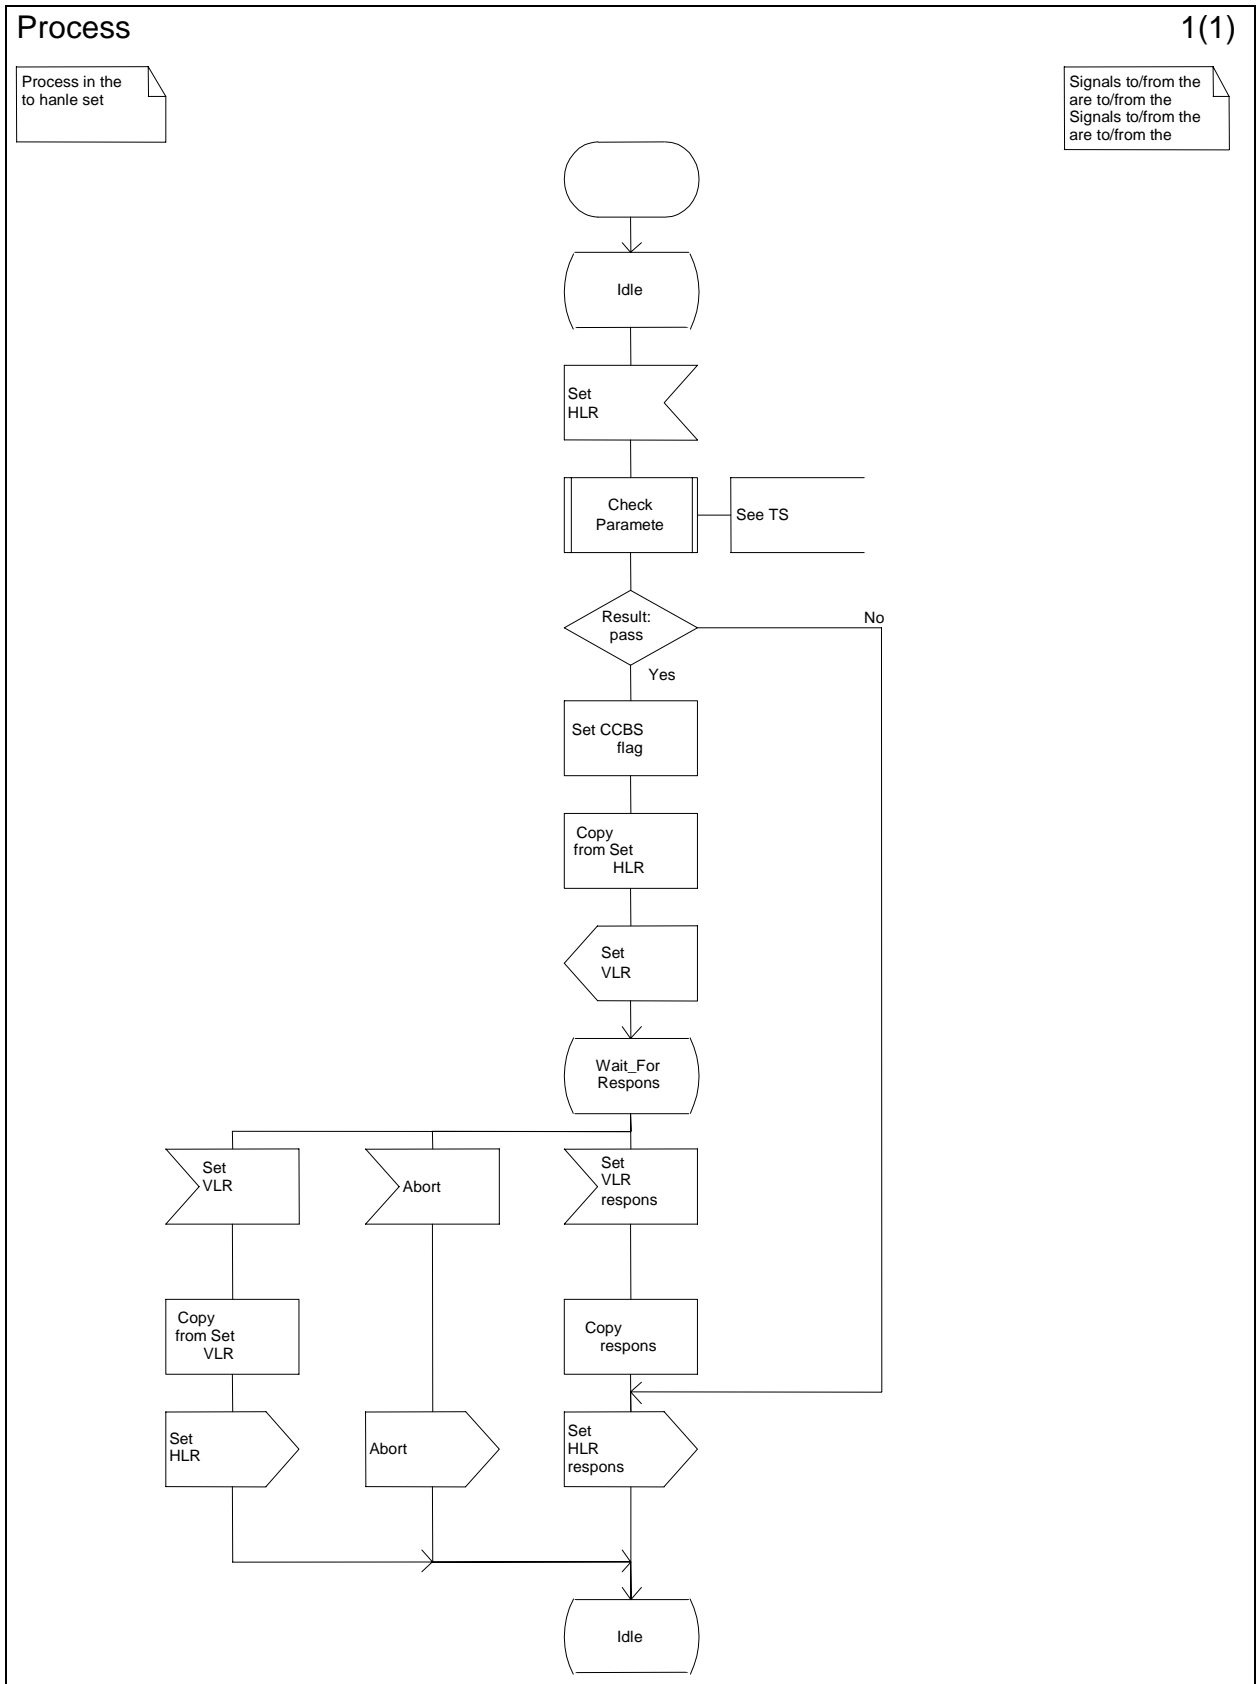 Process
1(1)
Process in the
to hanle set
Signals to/from the
are to/from the
Signals to/from the
are to/from the
Idle
Set
HLR
Check
Paramete
See TS
Result:
pass
No
Yes
Set CCBS
flag
Copy
from Set
HLR
Set
VLR
Wait_For
Respons
Set
VLR
Abort
Set
VLR
respons
Copy
from Set
VLR
Copy
respons
Set
HLR
Abort
Set
HLR
respons
Idle